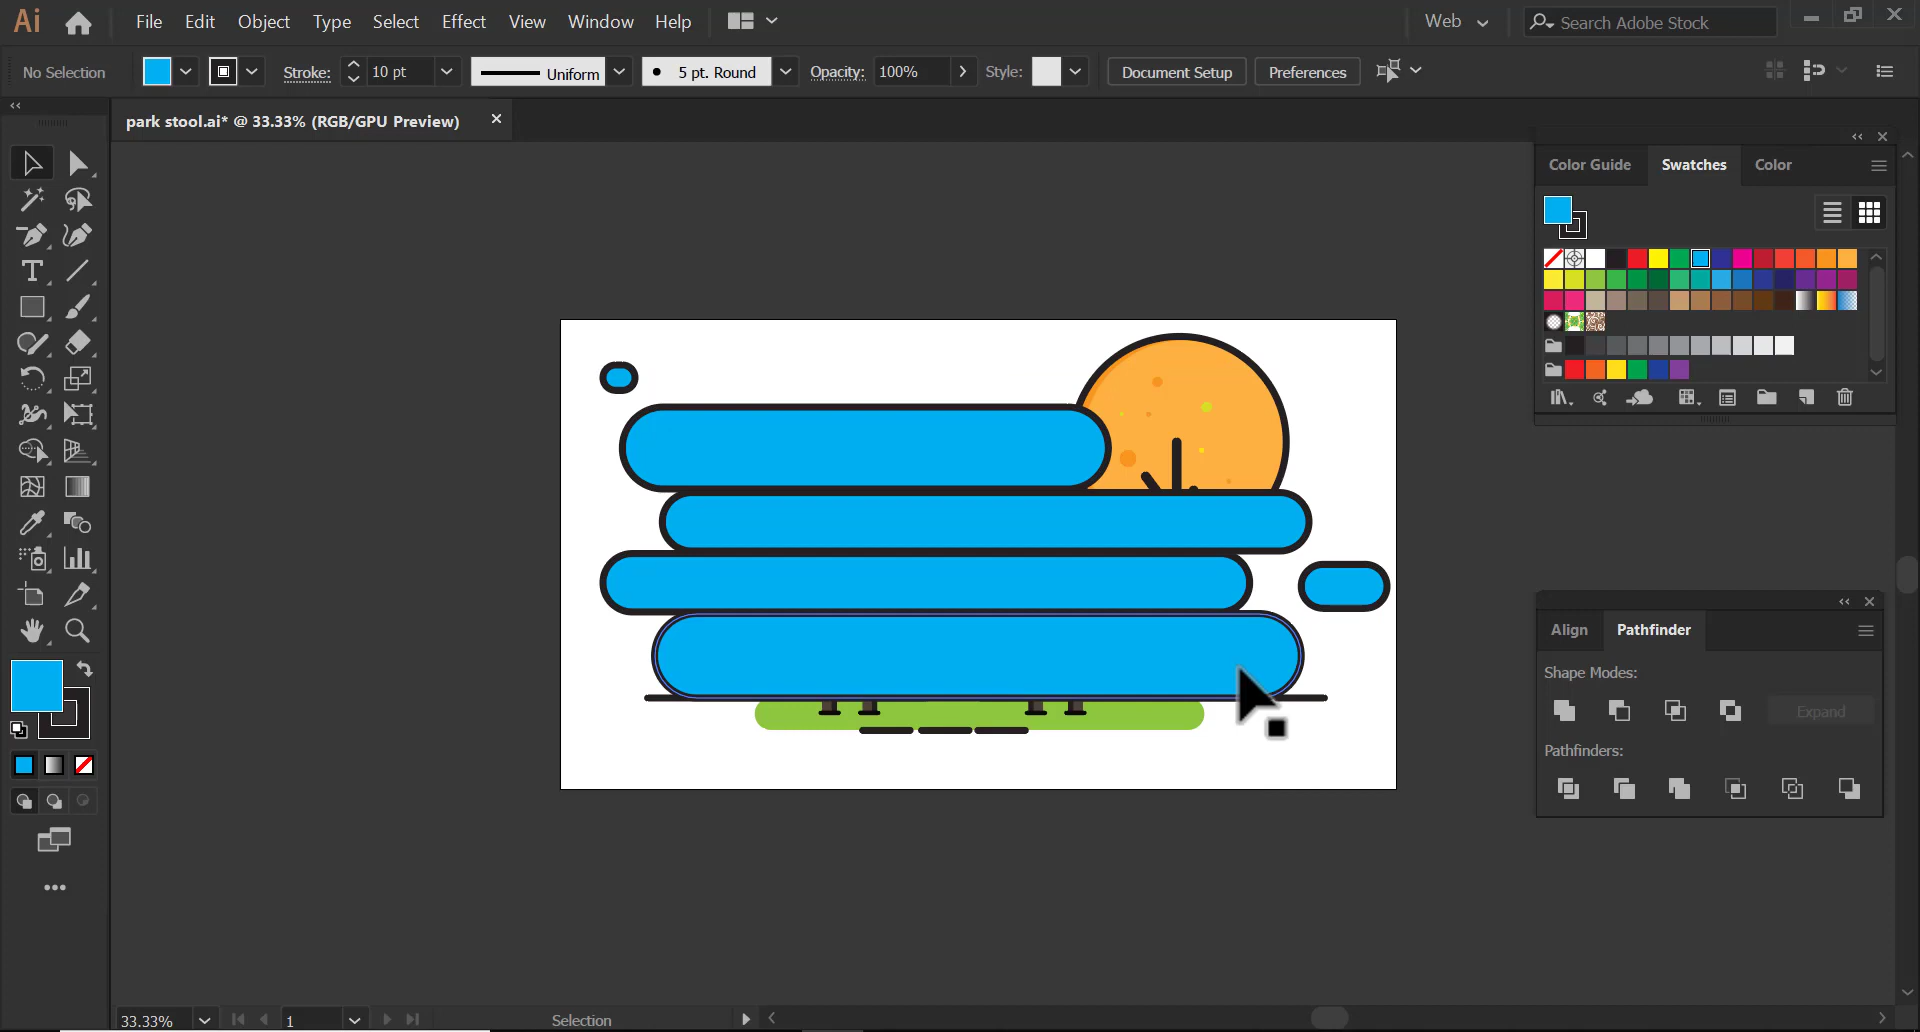 Ai File Edit Object Type Select Effect View Window Help Web Search Adobe Stock
No Selection Stroke: 10 pt Uniform 5 pt. Round Opacity: 100% Style: Document Setup Preferences
park stool.ai* @ 33.33% (RGB/GPU Preview)
Color Guide Swatches Color
Align Pathfinder
Shape Modes:
Expand
Pathfinders:
33.33% 1 Selection